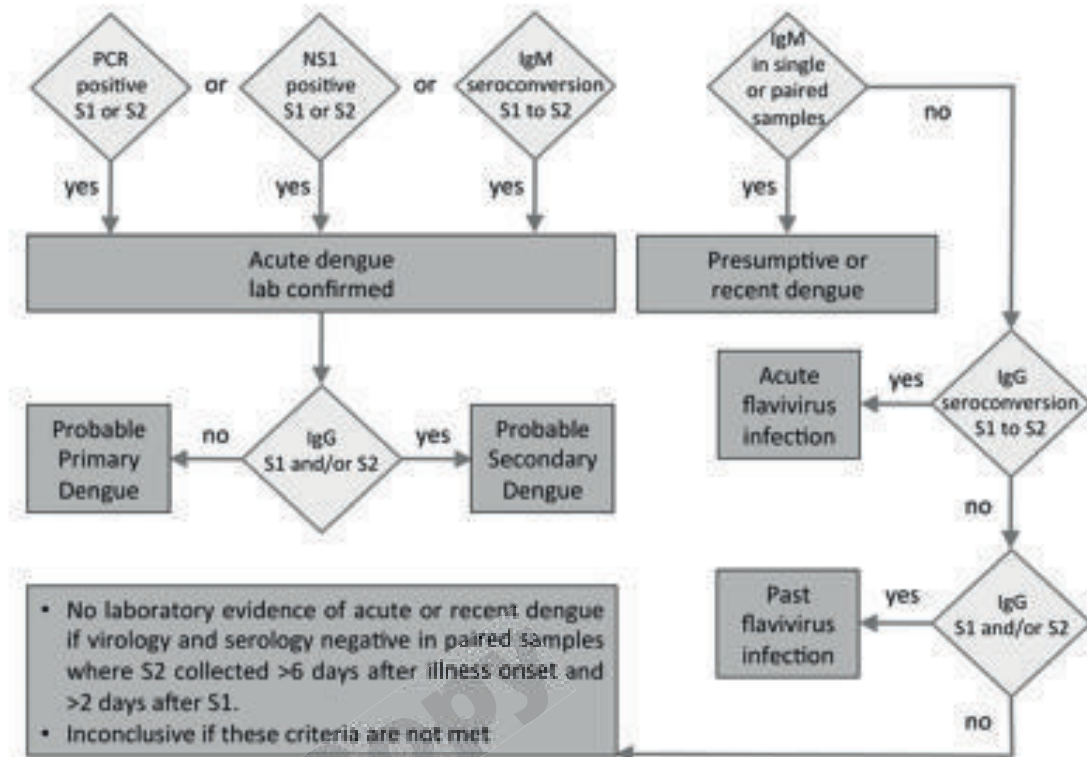 PCR
positive
S1 or S2
or
NS1
positive
S1 or S2
or
IgM
seroconversion
S1 to S2
IgM
in single
or paired
samples
no
yes
yes
yes
yes
Acute dengue
lab confirmed
Presumptive or
recent dengue
Probable
Primary
Dengue
no
IgG
S1 and/or S2
yes
Probable
Secondary
Dengue
Acute
flavivirus
infection
yes
IgG
seroconversion
S1 to S2
no
Past
flavivirus
infection
yes
IgG
S1 and/or S2
no
• No laboratory evidence of acute or recent dengue
if virology and serology negative in paired samples
where S2 collected >6 days after illness onset and
>2 days after S1.
• Inconclusive if these criteria are not met